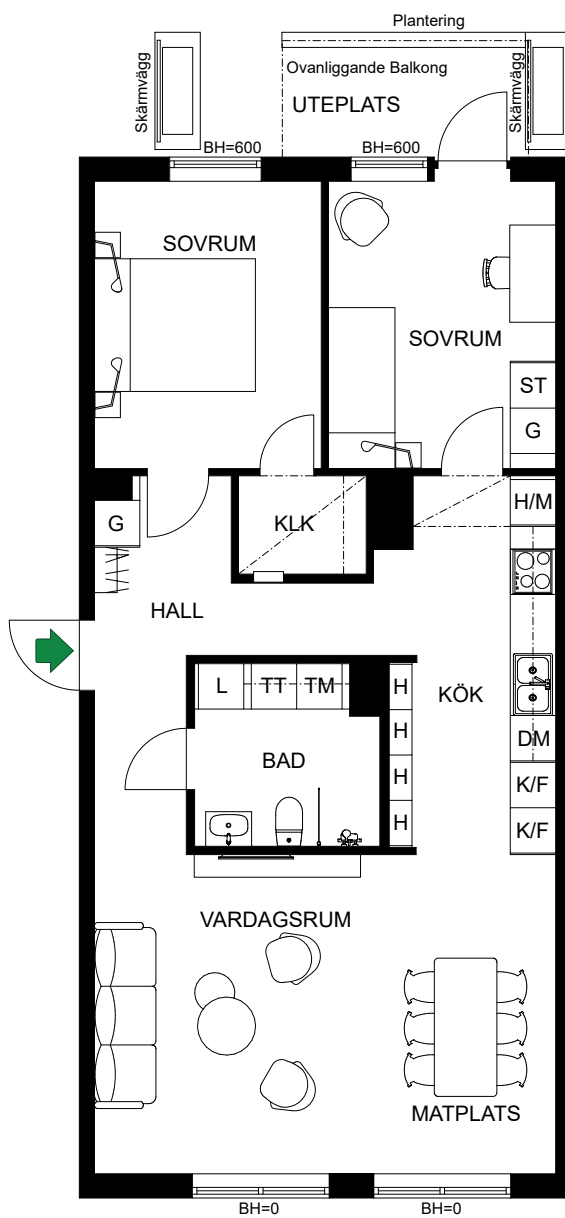 Plantering
Skärmvägg
Ovanliggande Balkong
Skärmvägg
UTEPLATS
BH=600
BH=600
SOVRUM
SOVRUM
ST
G
H/M
G
KLK
HALL
L
TT
TM
H
KÖK
H
DM
BAD
H
K/F
H
K/F
VARDAGSRUM
MATPLATS
BH=0
BH=0